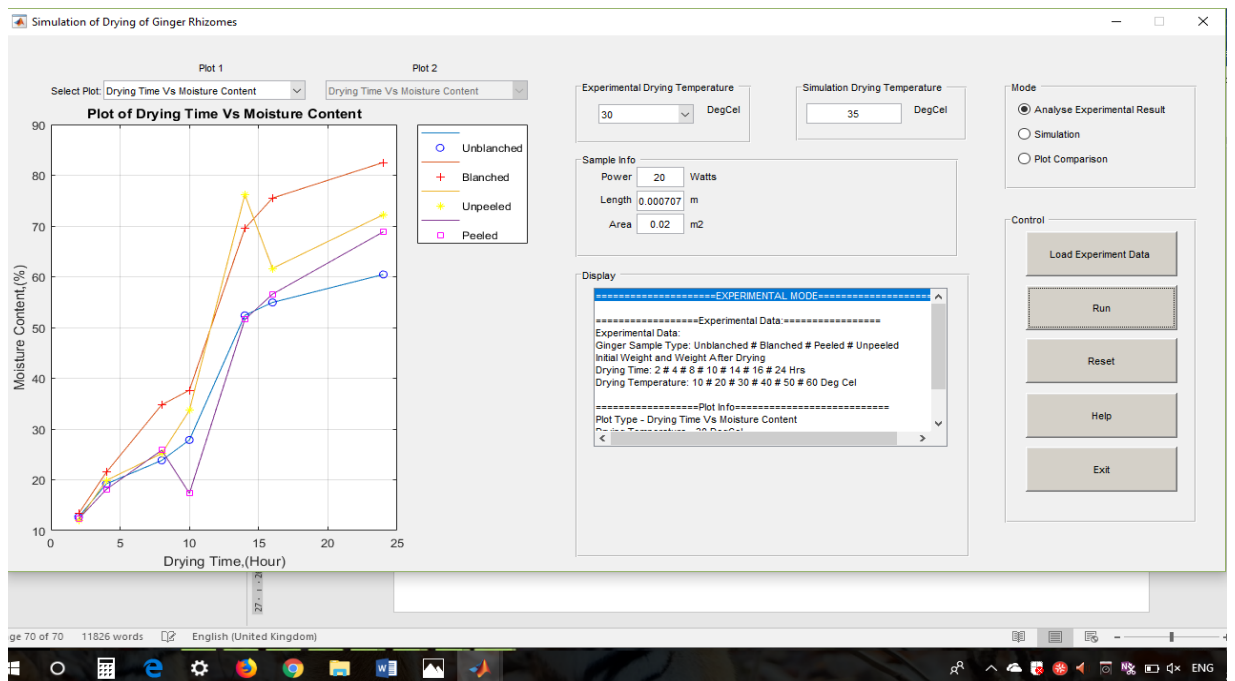 Simulation of Drying of Ginger Rhizomes
Plot 1
Plot 2
Select Plot: Drying Time Vs Moisture Content
Drying Time Vs Moisture Content
Plot of Drying Time Vs Moisture Content
90
80
70
60
50
40
30
20
10
0
5
10
15
20
25
Moisture Content,(%)
Drying Time,(Hour)
Unblanched
Blanched
Unpeeled
Peeled
Experimental Drying Temperature
30
DegCel
Simulation Drying Temperature
35
DegCel
Sample Info
Power 20 Watts
Length 0.000707 m
Area 0.02 m2
Display
=====================EXPERIMENTAL MODE====================
==================Experimental Data:=================
Experimental Data:
Ginger Sample Type: Unblanched # Blanched # Peeled # Unpeeled
Initial Weight and Weight After Drying
Drying Time: 2 # 4 # 8 # 10 # 14 # 16 # 24 Hrs
Drying Temperature: 10 # 20 # 30 # 40 # 50 # 60 Deg Cel
==================Plot Info===========================
Plot Type - Drying Time Vs Moisture Content
Mode
Analyse Experimental Result
Simulation
Plot Comparison
Control
Load Experiment Data
Run
Reset
Help
Exit
27
ge 70 of 70 11826 words English (United Kingdom)
ENG